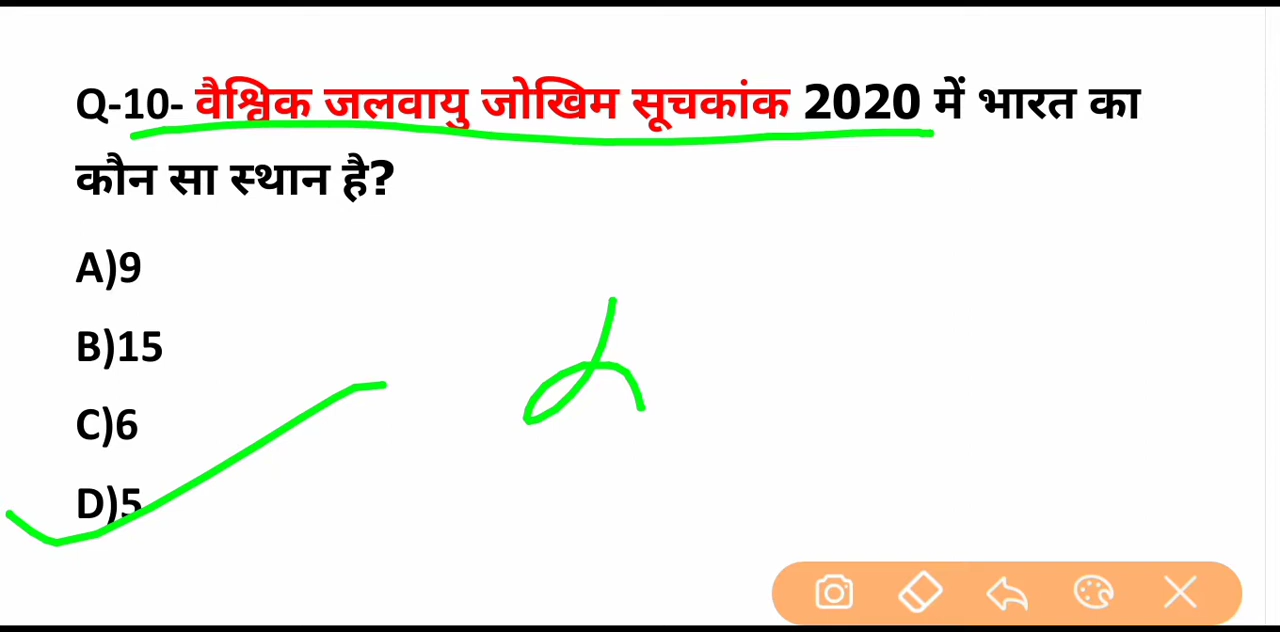 Q-10- वैश्विक जलवायु जोखिम सूचकांक 2020 में भारत का
कौन सा स्थान है?
A)9
B)15
C)6
D)5